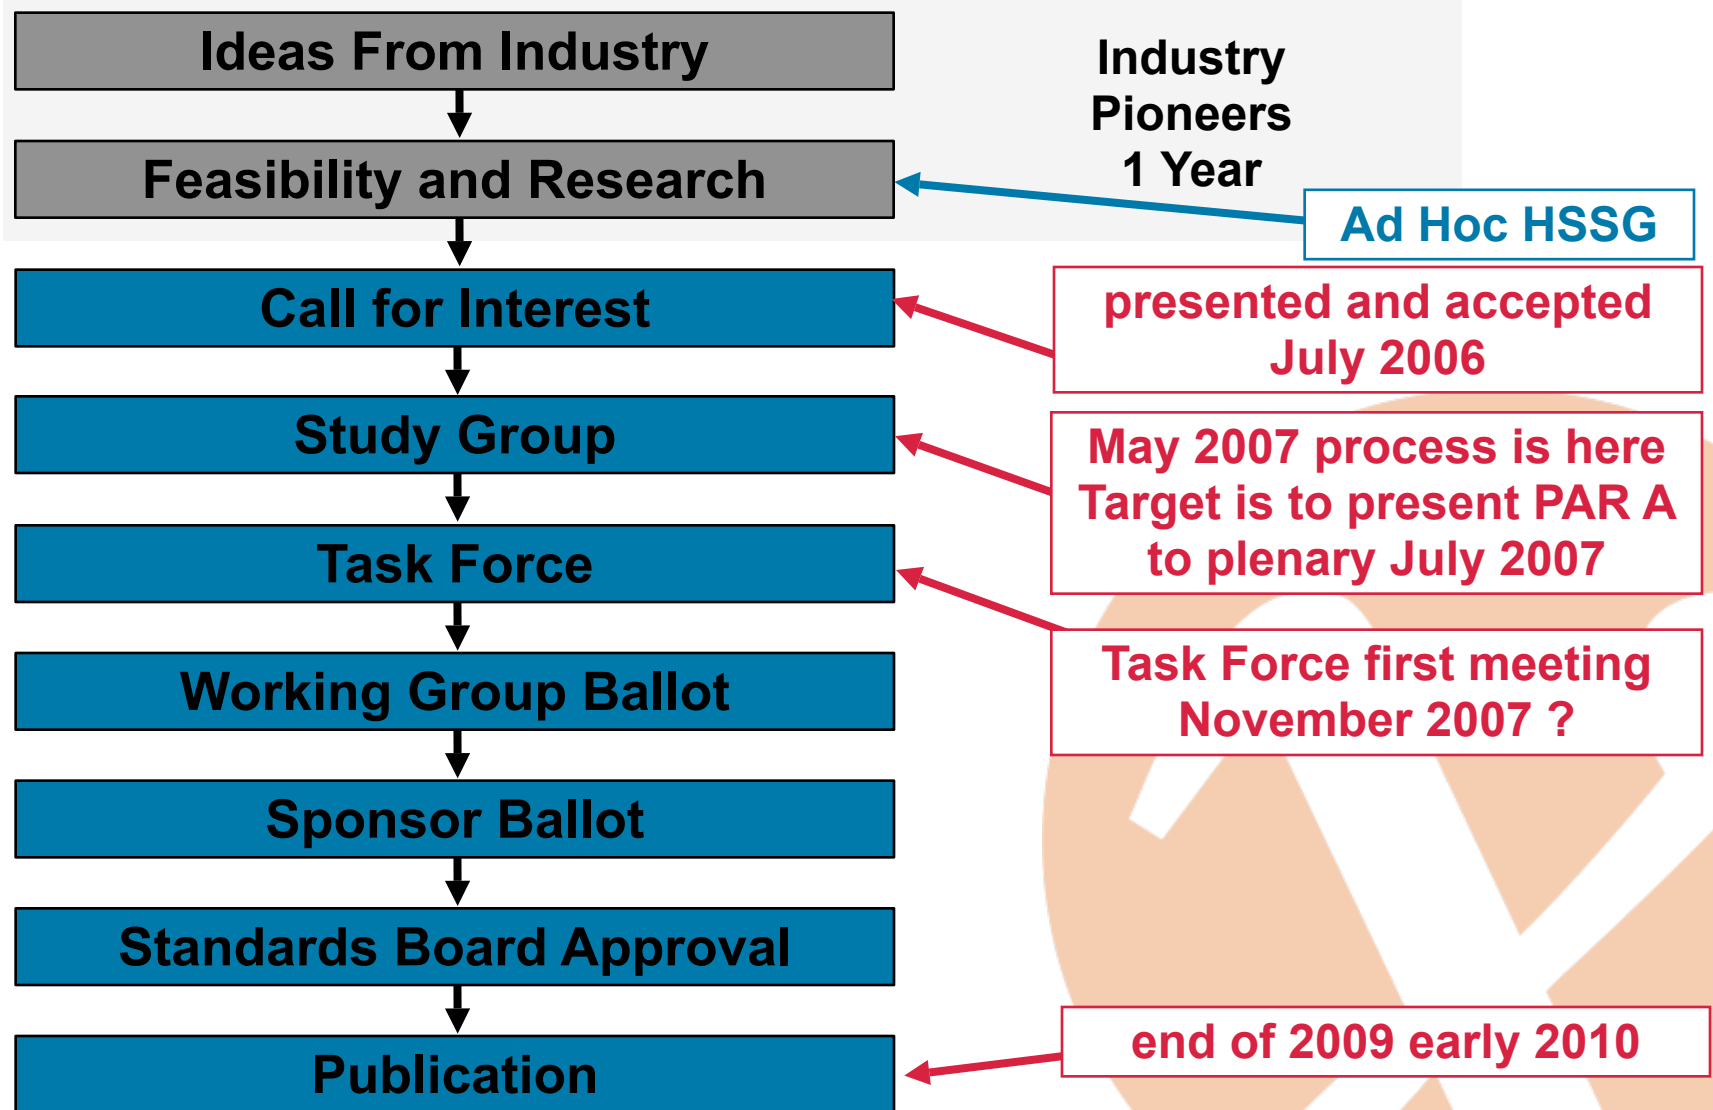 Ideas From Industry
Industry
Pioneers
1 Year
Feasibility and Research
Ad Hoc HSSG
Call for Interest
presented and accepted
July 2006
Study Group
May 2007 process is here
Target is to present PAR A
to plenary July 2007
Task Force
Task Force first meeting
November 2007 ?
Working Group Ballot
Sponsor Ballot
Standards Board Approval
Publication
end of 2009 early 2010